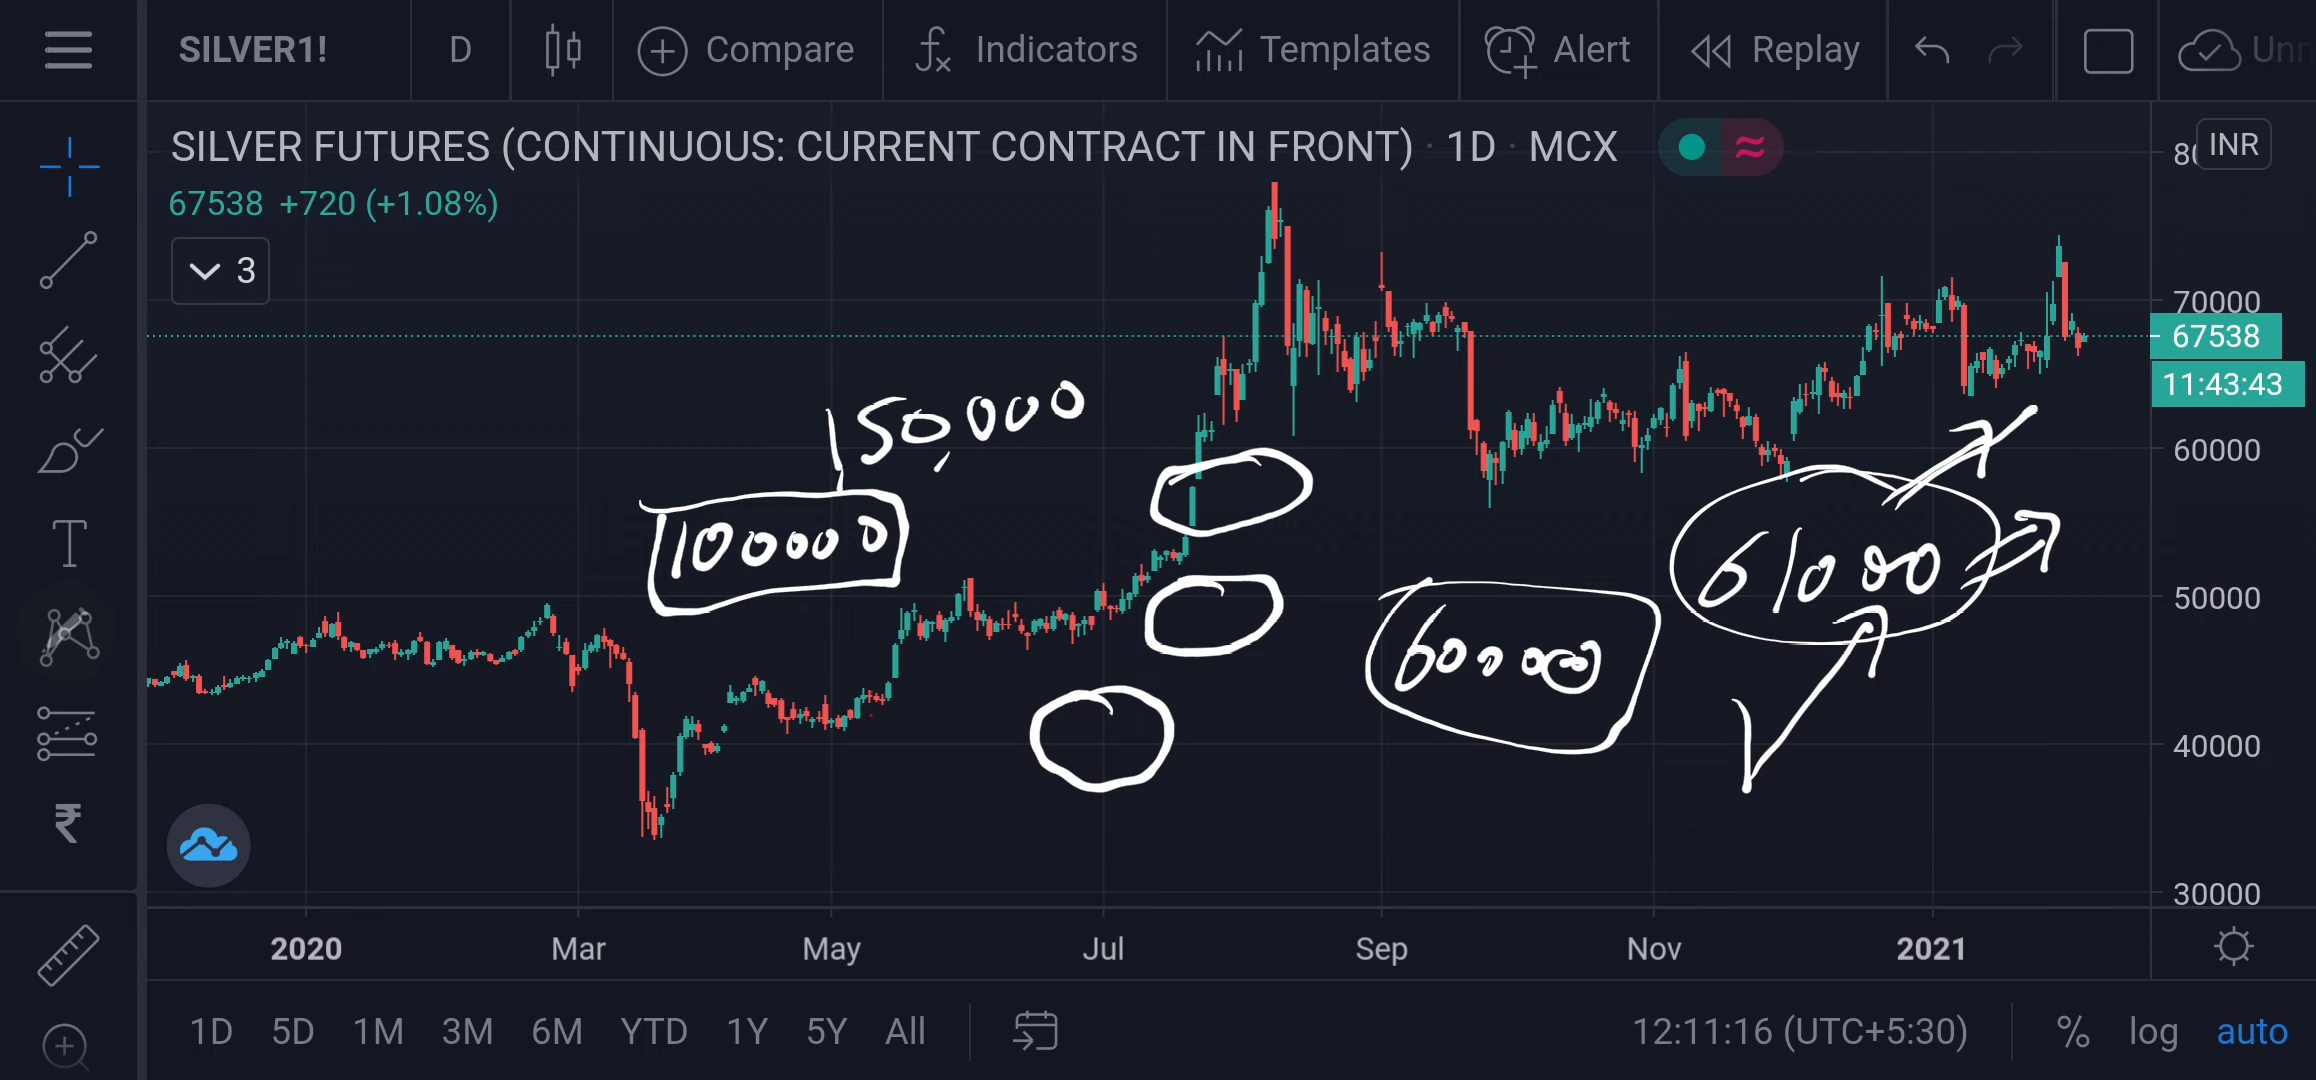 SILVER1! D Compare Indicators Templates Alert Replay
SILVER FUTURES (CONTINUOUS: CURRENT CONTRACT IN FRONT) · 1D · MCX
INR
67538 +720 (+1.08%)
3
70000
67538
11:43:43
60000
50000
40000
30000
150,000
100000
60000
61000
2020 Mar May Jul Sep Nov 2021
1D 5D 1M 3M 6M YTD 1Y 5Y All 12:11:16 (UTC+5:30) % log auto